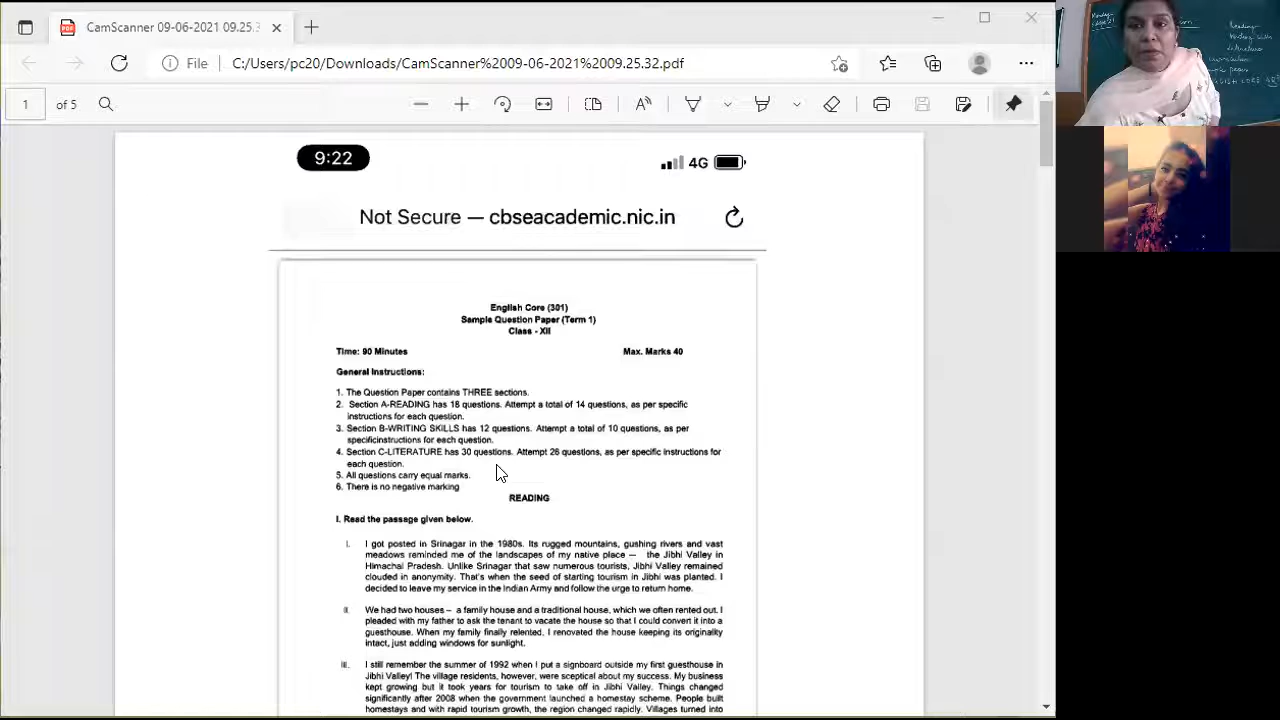 CamScanner 09-06-2021 09.25.3
File
C:/Users/pc20/Downloads/CamScanner%2009-06-2021%2009.25.32.pdf
1 of 5
9:22
4G
Not Secure — cbseacademic.nic.in
English Core (301)
Sample Question Paper (Term 1)
Class - XII
Time: 90 Minutes Max. Marks 40
General Instructions:
1. The Question Paper contains THREE sections.
2. Section A-READING has 18 questions. Attempt a total of 14 questions, as per specific
instructions for each question.
3. Section B-WRITING SKILLS has 12 questions. Attempt a total of 10 questions, as per
specificinstructions for each question.
4. Section C-LITERATURE has 30 questions. Attempt 26 questions, as per specific instructions for
each question.
5. All questions carry equal marks.
6. There is no negative marking
READING
I. Read the passage given below.
i. I got posted in Srinagar in the 1980s. Its rugged mountains, gushing rivers and vast
meadows reminded me of the landscapes of my native place — the Jibhi Valley in
Himachal Pradesh. Unlike Srinagar that saw numerous tourists, Jibhi Valley remained
clouded in anonymity. That's when the seed of starting tourism in Jibhi was planted. I
decided to leave my service in the Indian Army and follow the urge to return home.
ii. We had two houses – a family house and a traditional house, which we often rented out. I
pleaded with my father to ask the tenant to vacate the house so that I could convert it into a
guesthouse. When my family finally relented, I renovated the house keeping its originality
intact, just adding windows for sunlight.
iii. I still remember the summer of 1992 when I put a signboard outside my first guesthouse in
Jibhi Valley! The village residents, however, were sceptical about my success. My business
kept growing but it took years for tourism to take off in Jibhi Valley. Things changed
significantly after 2008 when the government launched a homestay scheme. People built
homestays and with rapid tourism growth, the region changed rapidly. Villages turned into